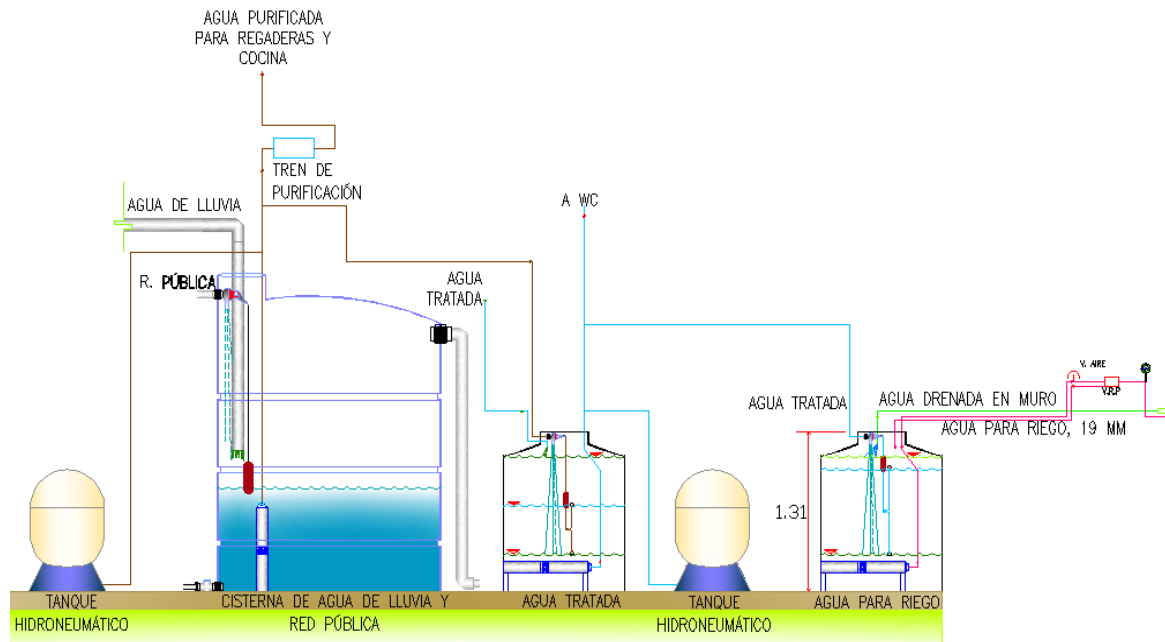 AGUA PURIFICADA
PARA REGADERAS Y
COCINA
TREN DE
PURIFICACIÓN
AGUA DE LLUVIA
A WC
R. PÚBLICA
AGUA
TRATADA
V. AIRE
V.R.P
AGUA TRATADA
AGUA DRENADA EN MURO
AGUA PARA RIEGO, 19 MM
1.31
TANQUE
HIDRONEUMÁTICO
CISTERNA DE AGUA DE LLUVIA Y
RED PÚBLICA
AGUA TRATADA
TANQUE
HIDRONEUMÁTICO
AGUA PARA RIEGO